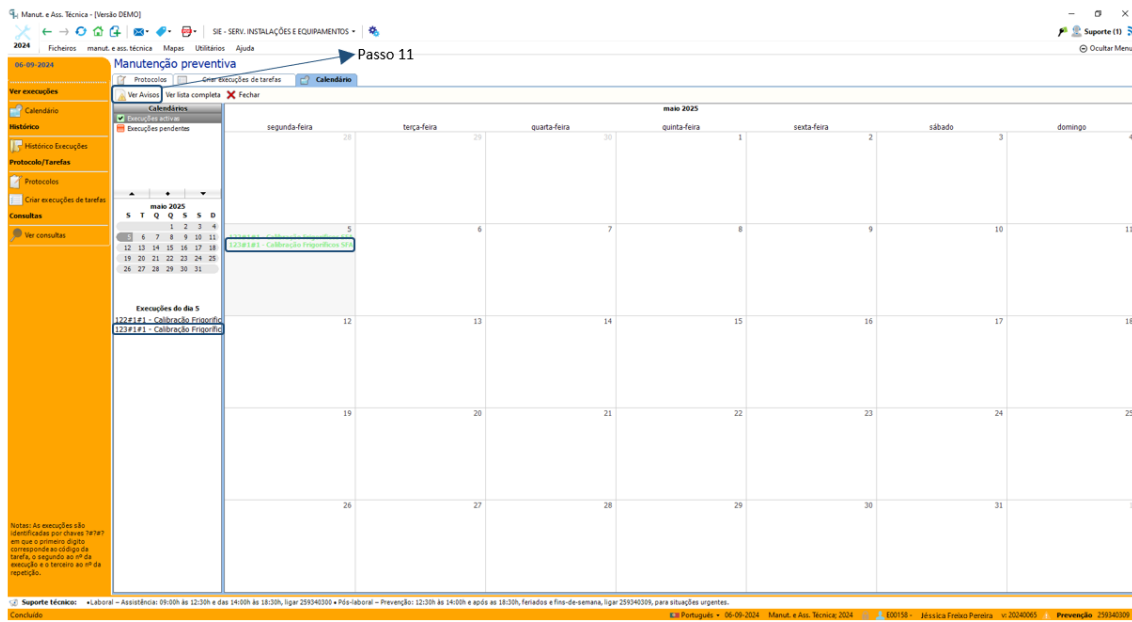 Manut. e Ass. Técnica - [Versão DEMO]
SIE - SERV. INSTALAÇÕES E EQUIPAMENTOS
Suporte (1)
2024 Ficheiros manut. e ass. técnica Mapas Utilitários Ajuda
Ocultar Menu
06-09-2024
Manutenção preventiva
Passo 11
Protocolos Criar execuções de tarefas Calendário
Ver execuções
Ver Avisos Ver lista completa Fechar
Calendário
Histórico
Histórico Execuções
Protocolo/Tarefas
Protocolos
Criar execuções de tarefas
Consultas
Ver consultas
Calendários
Execuções activas
Execuções pendentes
maio 2025
S T Q Q S S D
1 2 3 4
5 6 7 8 9 10 11
12 13 14 15 16 17 18
19 20 21 22 23 24 25
26 27 28 29 30 31
Execuções do dia 5
122#1#1 - Calibração Frigorífic
123#1#1 - Calibração Frigorífic
maio 2025
segunda-feira terça-feira quarta-feira quinta-feira sexta-feira sábado domingo
28 29 30 1 2 3 4
5 6 7 8 9 10 11
123#1#1 - Calibração Frigoríficos SF#
12 13 14 15 16 17 18
19 20 21 22 23 24 25
26 27 28 29 30 31
Notas: As execuções são
identificadas por chaves ?#?#?
em que o primeiro dígito
corresponde ao código da
tarefa, o segundo ao nº da
execução e o terceiro ao nº da
repetição.
Suporte técnico: •Laboral – Assistência: 09:00h às 12:30h e das 14:00h às 18:30h, ligar 259340300 • Pós-laboral – Prevenção: 12:30h às 14:00h e após as 18:30h, feriados e fins-de-semana, ligar 259340309, para situações urgentes.
Concluído
Português 06-09-2024 Manut. e Ass. Técnica; 2024 E00158 - Jéssica Freixo Pereira v: 20240065 Prevenção 259340309